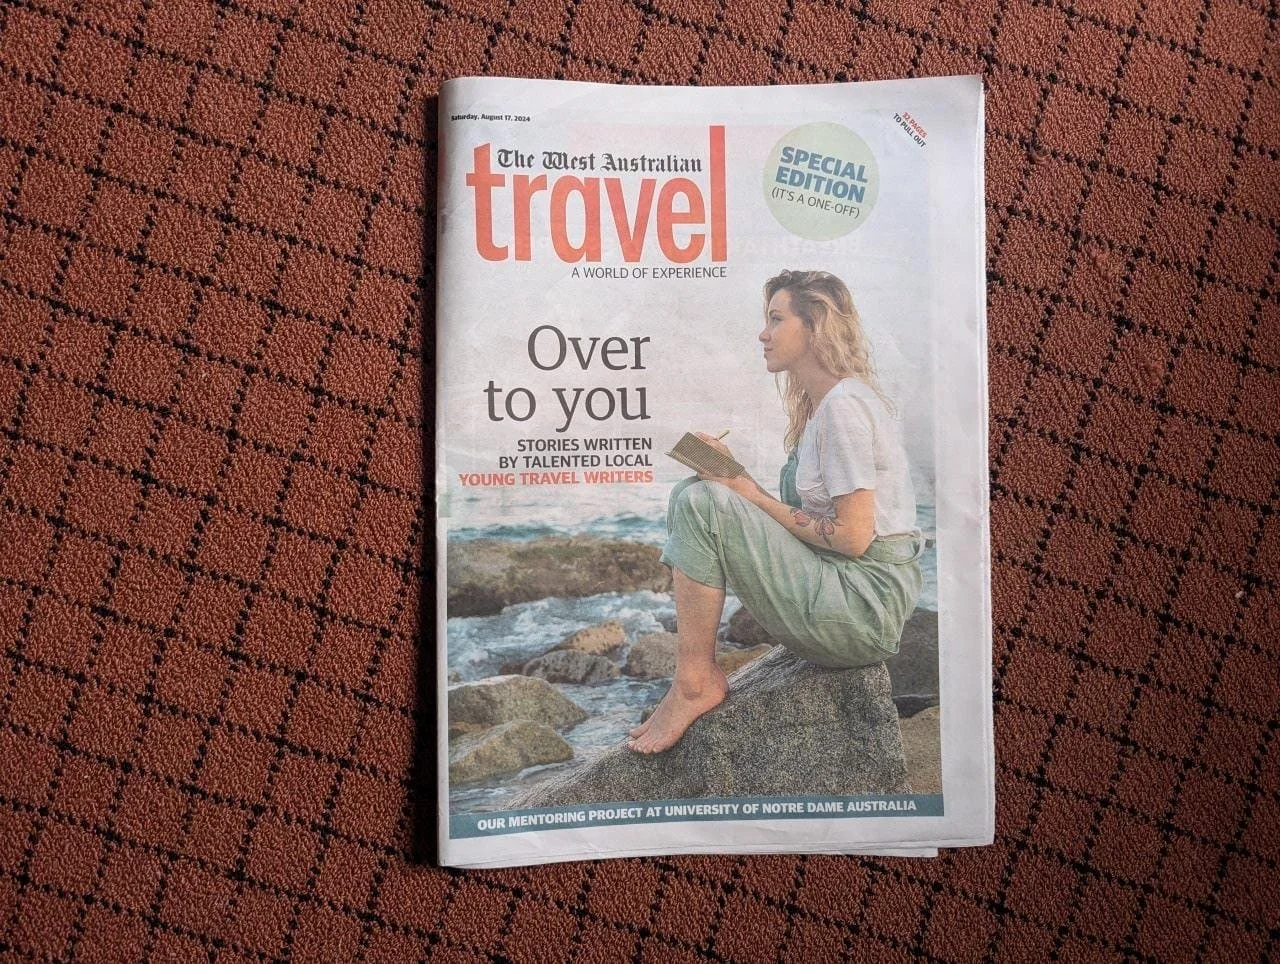 Saturday, August 17, 2024
32 PAGES
TO PULL OUT
The West Australian
travel
A WORLD OF EXPERIENCE
SPECIAL
EDITION
(IT'S A ONE-OFF)
Over
to you
STORIES WRITTEN
BY TALENTED LOCAL
YOUNG TRAVEL WRITERS
OUR MENTORING PROJECT AT UNIVERSITY OF NOTRE DAME AUSTRALIA